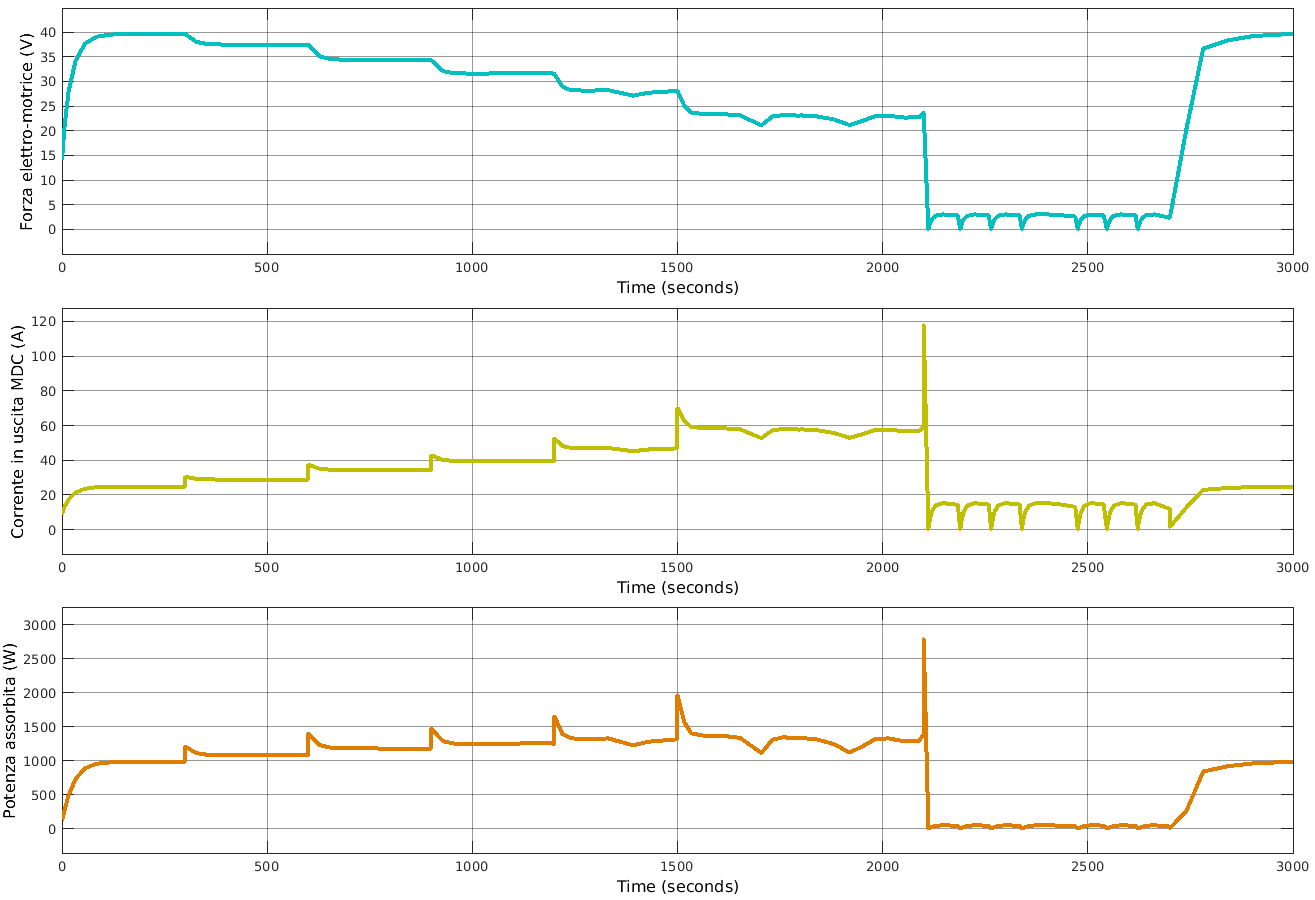 Forza elettro-motrice (V)
40
35
30
25
20
15
10
5
0
0 500 1000 1500 2000 2500 3000
Time (seconds)
Corrente in uscita MDC (A)
120
100
80
60
40
20
0
0 500 1000 1500 2000 2500 3000
Time (seconds)
Potenza assorbita (W)
3000
2500
2000
1500
1000
500
0
0 500 1000 1500 2000 2500 3000
Time (seconds)